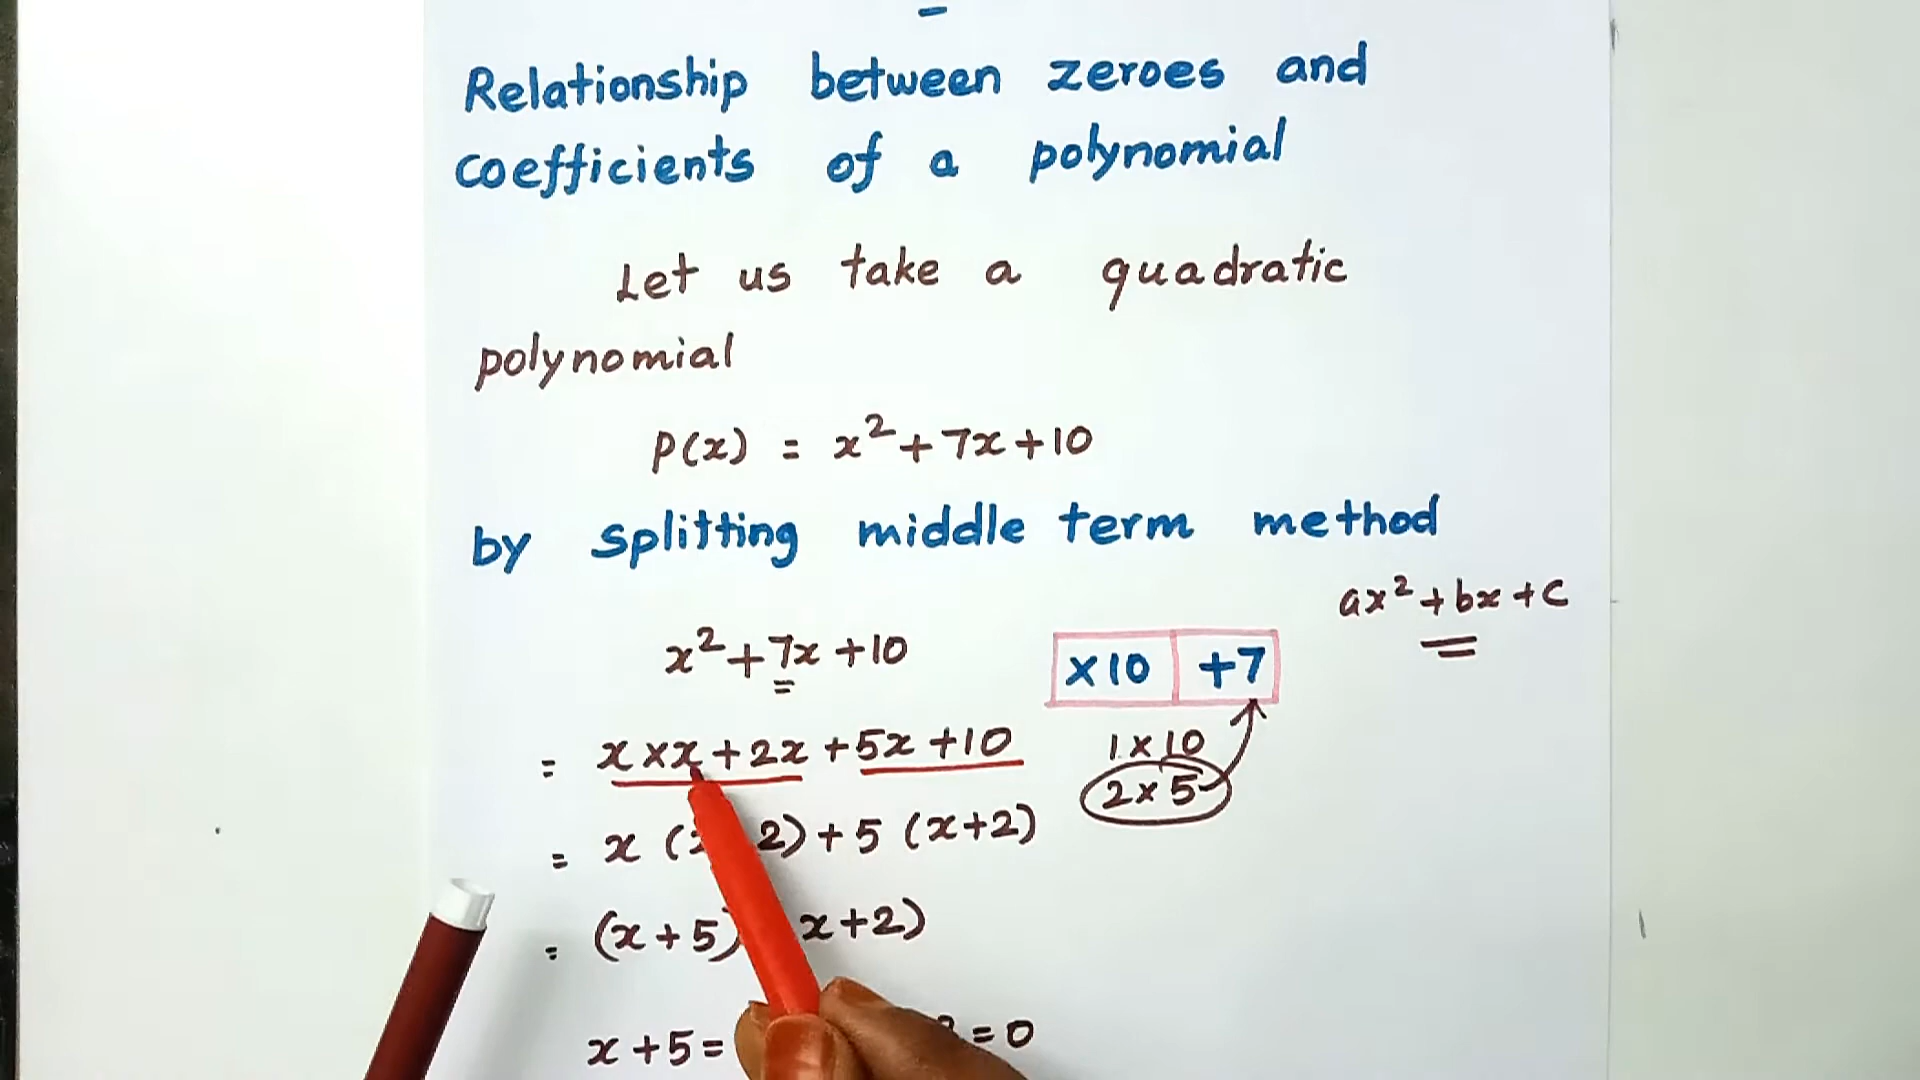 Relationship between zeroes and
coefficients of a polynomial
Let us take a quadratic
polynomial
P(x) = x² + 7x + 10
by splitting middle term method
ax² + bx + c
x² + 7x + 10
×10 +7
= x × x + 2x + 5x + 10
1 × 10
2 × 5
= x (x 2) + 5 (x+2)
= (x + 5) x+2)
x + 5 = = 0